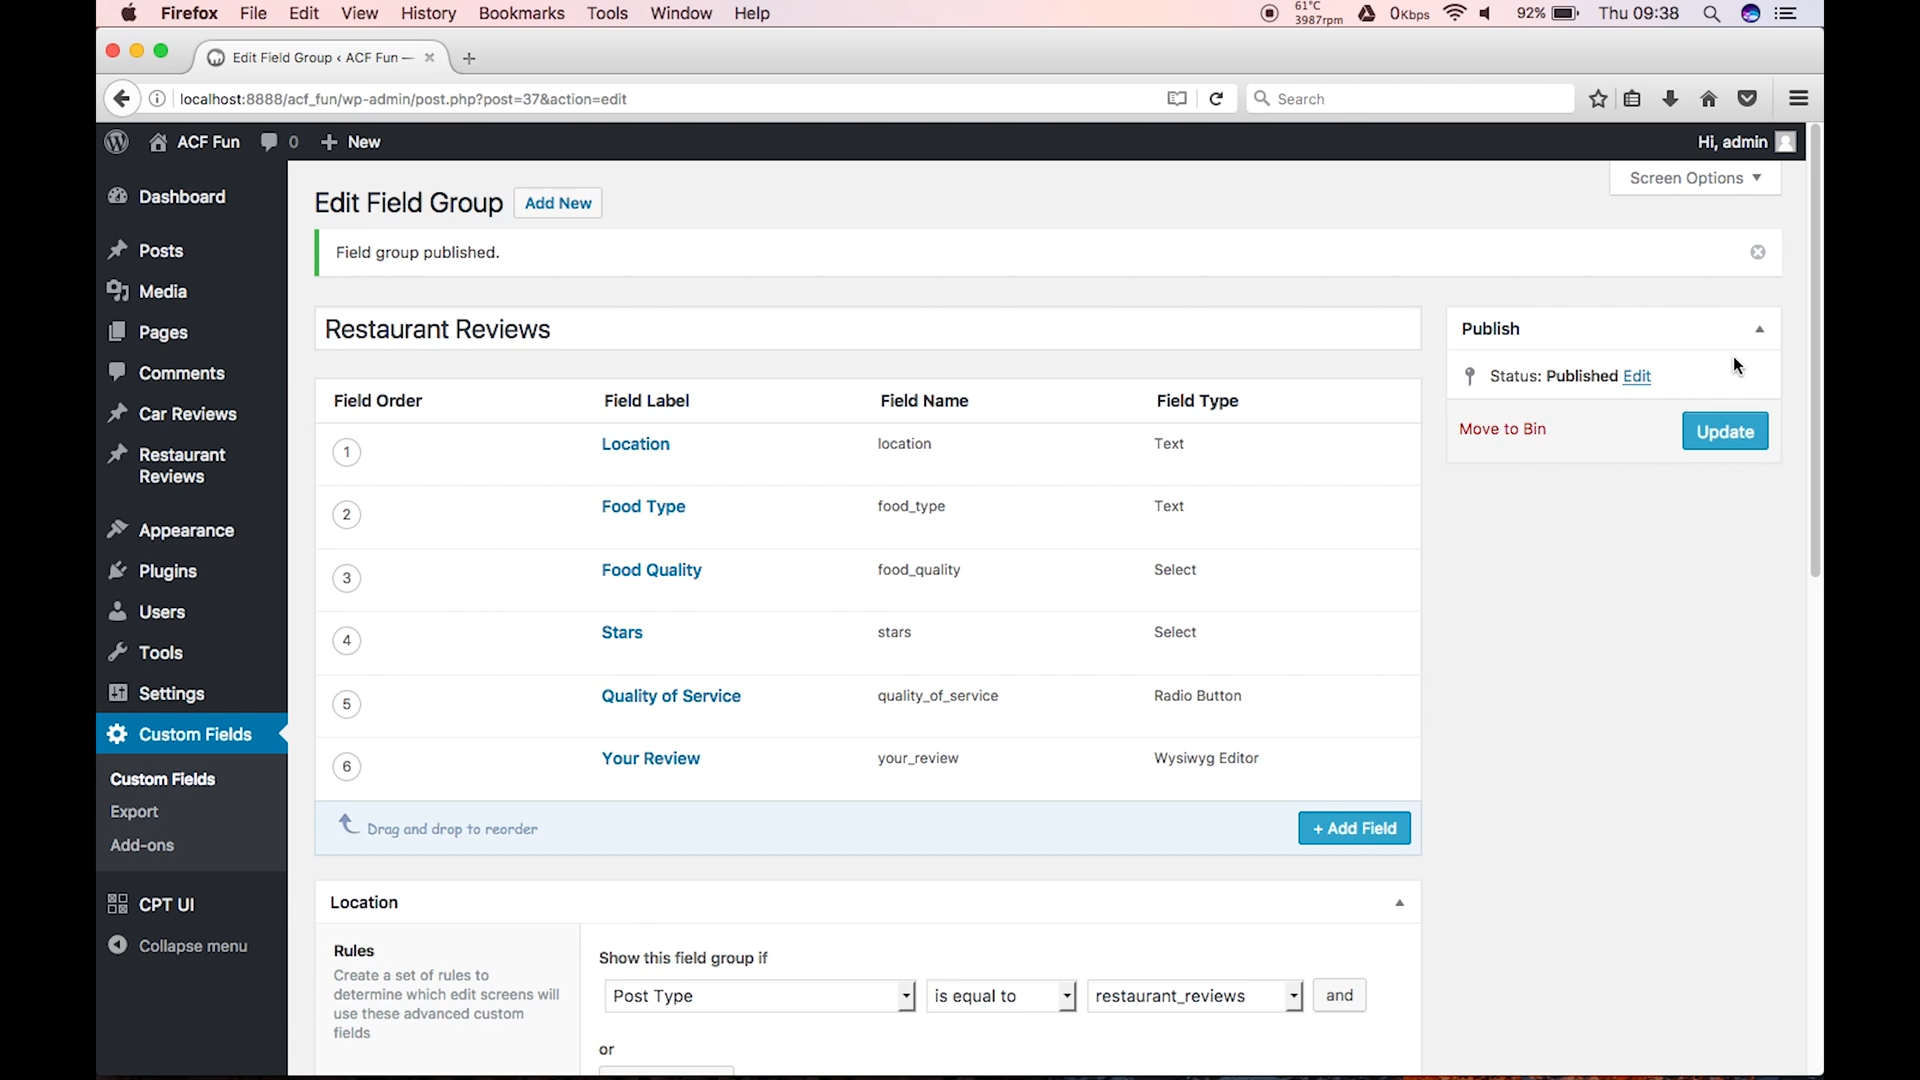 Firefox File Edit View History Bookmarks Tools Window Help 61°C 3987rpm 0Kbps 92% Thu 09:38
Edit Field Group ‹ ACF Fun —
localhost:8888/acf_fun/wp-admin/post.php?post=37&action=edit Search
ACF Fun 0 + New Hi, admin
Screen Options
Dashboard
Posts
Media
Pages
Comments
Car Reviews
Restaurant
Reviews
Appearance
Plugins
Users
Tools
Settings
Custom Fields
Custom Fields
Export
Add-ons
CPT UI
Collapse menu
Edit Field Group Add New
Field group published.
Restaurant Reviews
Field Order Field Label Field Name Field Type
1 Location location Text
2 Food Type food_type Text
3 Food Quality food_quality Select
4 Stars stars Select
5 Quality of Service quality_of_service Radio Button
6 Your Review your_review Wysiwyg Editor
Drag and drop to reorder + Add Field
Publish
Status: Published Edit
Move to Bin Update
Location
Rules
Create a set of rules to
determine which edit screens will
use these advanced custom
fields
Show this field group if
Post Type is equal to restaurant_reviews and
or